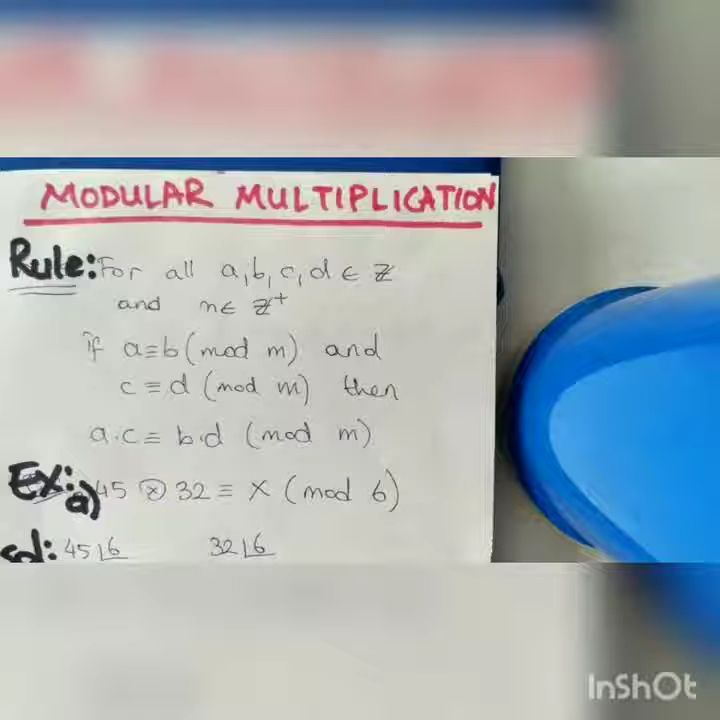 MODULAR MULTIPLICATION
Rule: For all a, b, c, d ∈ Z
and m ∈ Z⁺
if a≡b (mod m) and
c ≡ d (mod m) then
a.c ≡ b.d (mod m)
Ex: a) 45 ⊗ 32 ≡ X (mod 6)
sol: 45 6 32 6
InShOt